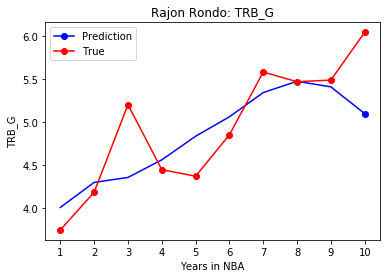 Rajon Rondo: TRB_G
Prediction
True
6.0
5.5
5.0
4.5
4.0
TRB_G
1 2 3 4 5 6 7 8 9 10
Years in NBA